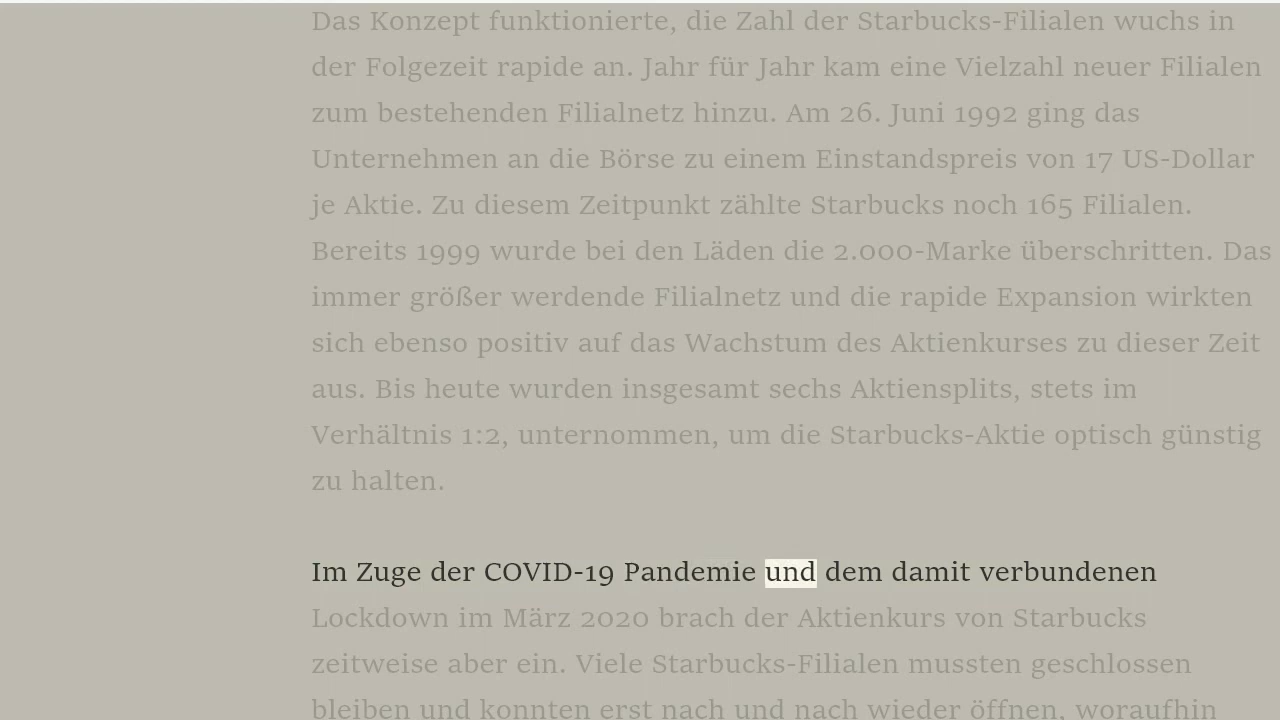 Das Konzept funktionierte, die Zahl der Starbucks-Filialen wuchs in
der Folgezeit rapide an. Jahr für Jahr kam eine Vielzahl neuer Filialen
zum bestehenden Filialnetz hinzu. Am 26. Juni 1992 ging das
Unternehmen an die Börse zu einem Einstandspreis von 17 US-Dollar
je Aktie. Zu diesem Zeitpunkt zählte Starbucks noch 165 Filialen.
Bereits 1999 wurde bei den Läden die 2.000-Marke überschritten. Das
immer größer werdende Filialnetz und die rapide Expansion wirkten
sich ebenso positiv auf das Wachstum des Aktienkurses zu dieser Zeit
aus. Bis heute wurden insgesamt sechs Aktiensplits, stets im
Verhältnis 1:2, unternommen, um die Starbucks-Aktie optisch günstig
zu halten.
Im Zuge der COVID-19 Pandemie und dem damit verbundenen
Lockdown im März 2020 brach der Aktienkurs von Starbucks
zeitweise aber ein. Viele Starbucks-Filialen mussten geschlossen
bleiben und konnten erst nach und nach wieder öffnen, woraufhin